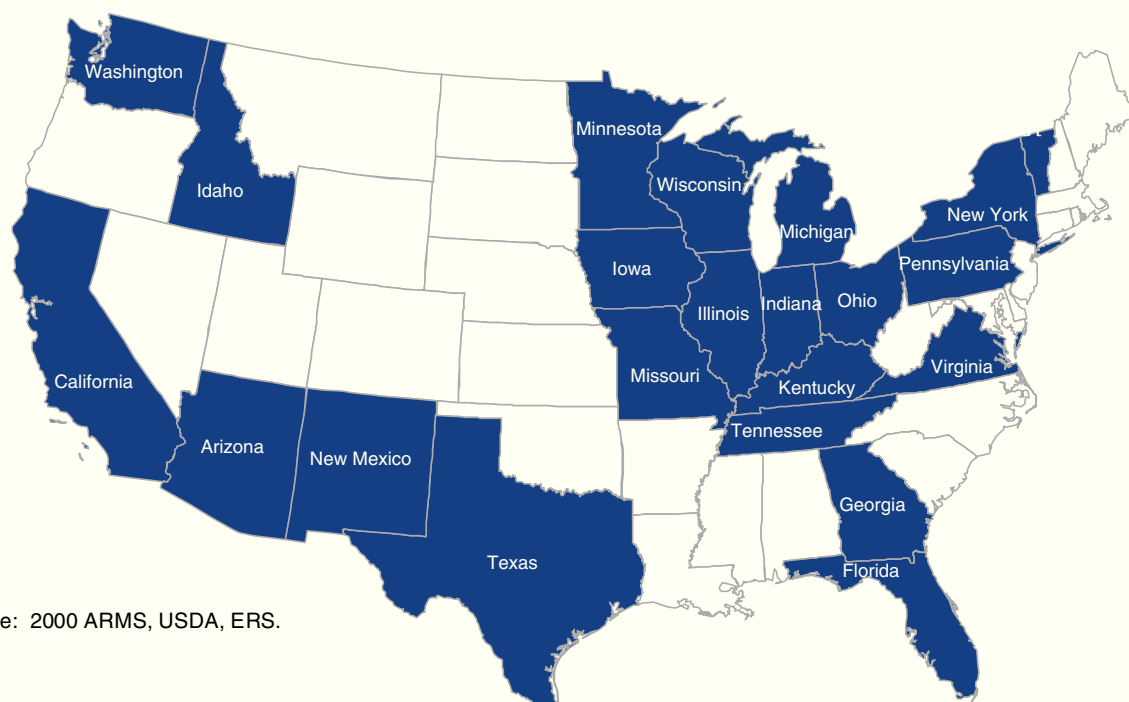 Washington
Minnesota
Wisconsin
Idaho
New York
Michigan
Pennsylvania
Iowa
Ohio
Indiana
Illinois
Virginia
Missouri
California
Kentucky
Tennessee
Arizona
New Mexico
Georgia
Texas
Florida
e: 2000 ARMS, USDA, ERS.